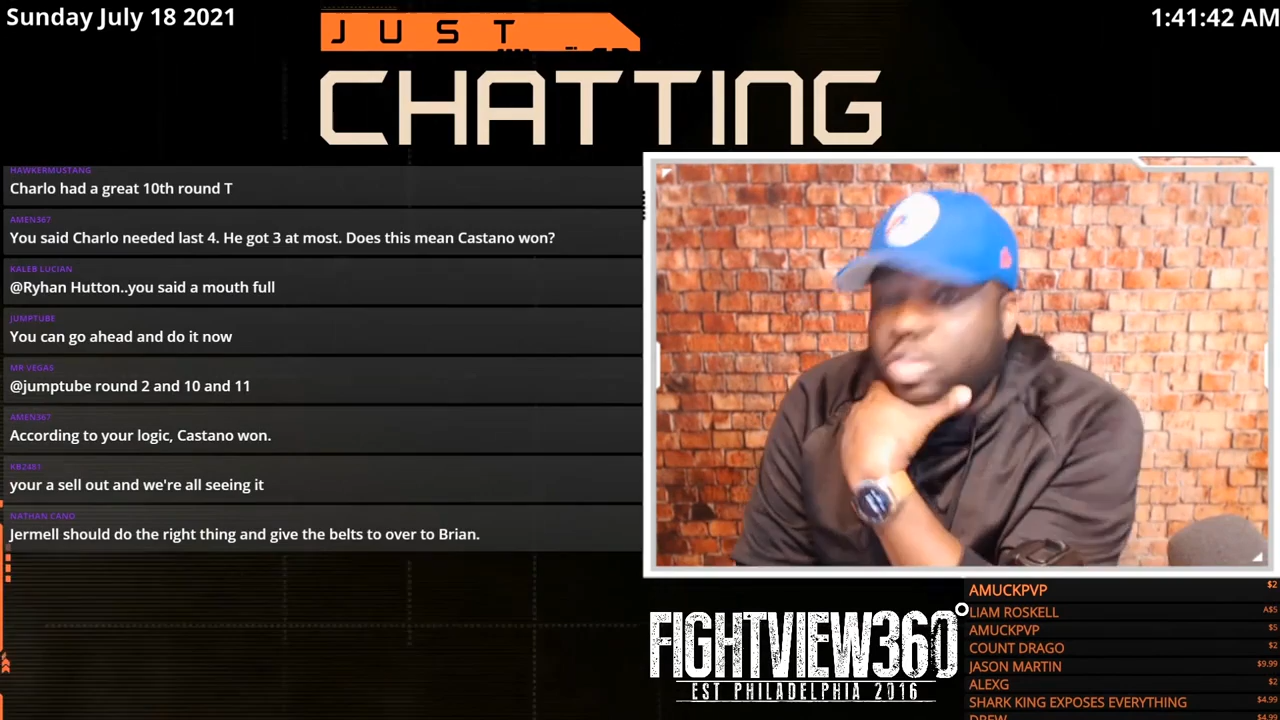 Sunday July 18 2021
1:41:42 AM
JUST
CHATTING
HAWKERMUSTANG
Charlo had a great 10th round T
AMEN367
You said Charlo needed last 4. He got 3 at most. Does this mean Castano won?
KALEB LUCIAN
@Ryhan Hutton..you said a mouth full
JUMPTUBE
You can go ahead and do it now
MR VEGAS
@jumptube round 2 and 10 and 11
AMEN367
According to your logic, Castano won.
KB2481
your a sell out and we're all seeing it
NATHAN CANO
Jermell should do the right thing and give the belts to over to Brian.
FIGHTVIEW360°
EST PHILADELPHIA 2016
AMUCKPVP $2
LIAM ROSKELL A$5
AMUCKPVP $5
COUNT DRAGO $2
JASON MARTIN $9.99
ALEXG $2
SHARK KING EXPOSES EVERYTHING $4.99
DREW $4.99